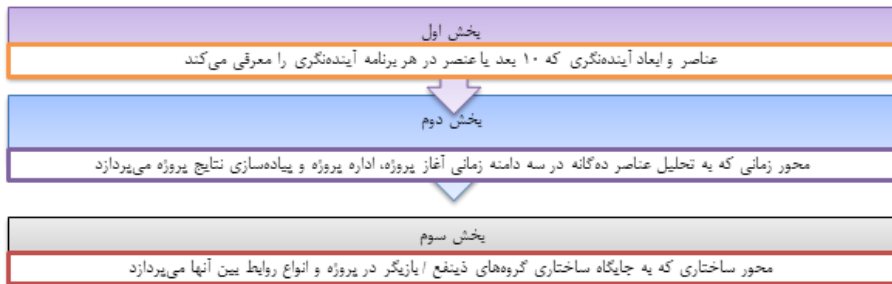 بخش اول
عناصر و ابعاد آینده‌نگری که ۱۰ بعد یا عنصر در هر برنامه آینده‌نگری را معرفی می‌کند
بخش دوم
محور زمانی که به تحلیل عناصر ده‌گانه در سه دامنه زمانی آغاز پروژه، اداره پروژه و پیاده‌سازی نتایج پروژه می‌پردازد
بخش سوم
محور ساختاری که به جایگاه ساختاری گروه‌های ذینفع / بازیگر در پروژه و انواع روابط بین آنها می‌پردازد